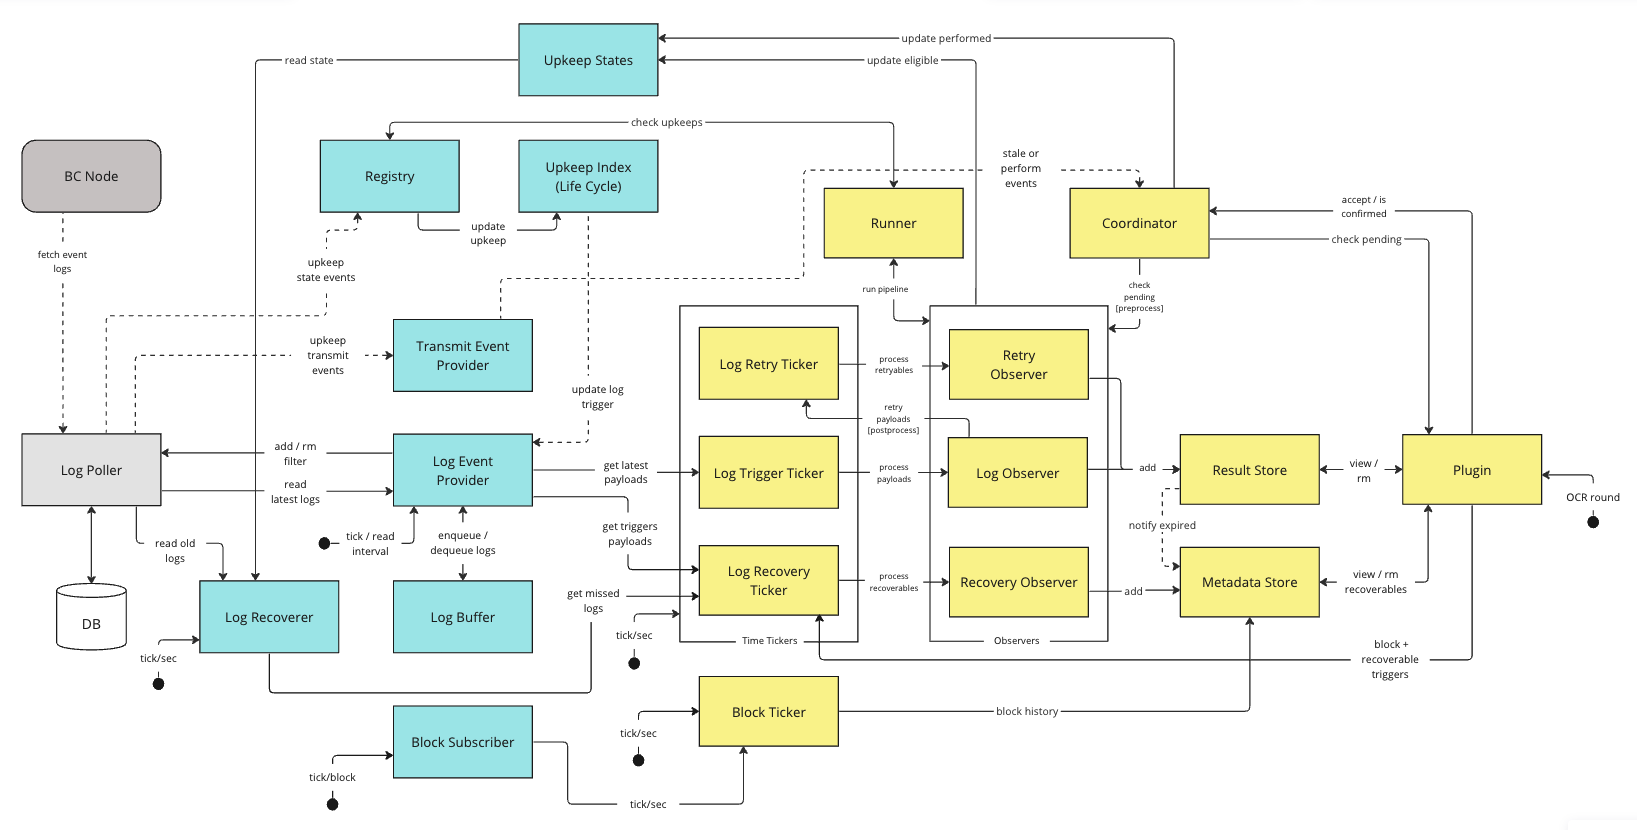 update performed
Upkeep States
read state
update eligible
check upkeeps
BC Node
Registry
Upkeep Index
(Life Cycle)
stale or
perform
events
Runner
Coordinator
accept / is
confirmed
update
upkeep
check pending
fetch event
logs
upkeep
state events
run pipeline
check
pending
[preprocess]
upkeep
transmit
events
Transmit Event
Provider
update log
trigger
Log Retry Ticker
process
retryables
Retry
Observer
retry
payloads
[postprocess]
Log Poller
add / rm
filter
read
latest logs
Log Event
Provider
get latest
payloads
Log Trigger Ticker
process
payloads
Log Observer
add
Result Store
view /
rm
Plugin
OCR round
notify expired
get triggers
payloads
tick / read
interval
enqueue /
dequeue logs
read old
logs
Log Recovery
Ticker
process
recoverables
Recovery Observer
add
Metadata Store
view / rm
recoverables
get missed
logs
DB
Log Recoverer
Log Buffer
tick/sec
Time Tickers
Observers
tick/sec
block +
recoverable
triggers
Block Ticker
block history
tick/sec
Block Subscriber
tick/block
tick/sec